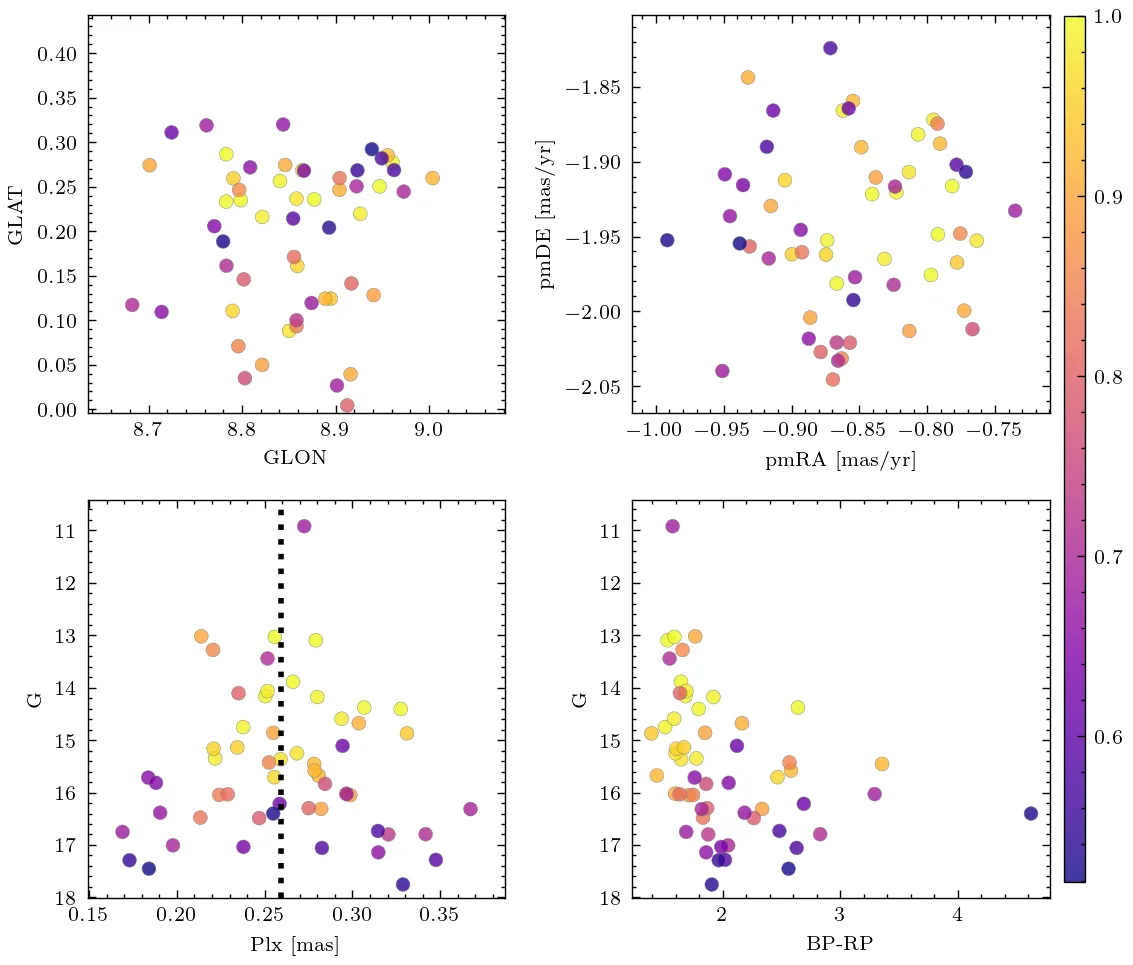 0.40
0.35
0.30
0.25
0.20
0.15
0.10
0.05
0.00
GLAT
8.7 8.8 8.9 9.0
GLON
−1.85
−1.90
−1.95
−2.00
−2.05
pmDE [mas/yr]
−1.00 −0.95 −0.90 −0.85 −0.80 −0.75
pmRA [mas/yr]
11
12
13
14
15
16
17
18
G
0.15 0.20 0.25 0.30 0.35
Plx [mas]
11
12
13
14
15
16
17
18
G
2 3 4
BP-RP
1.0
0.9
0.8
0.7
0.6